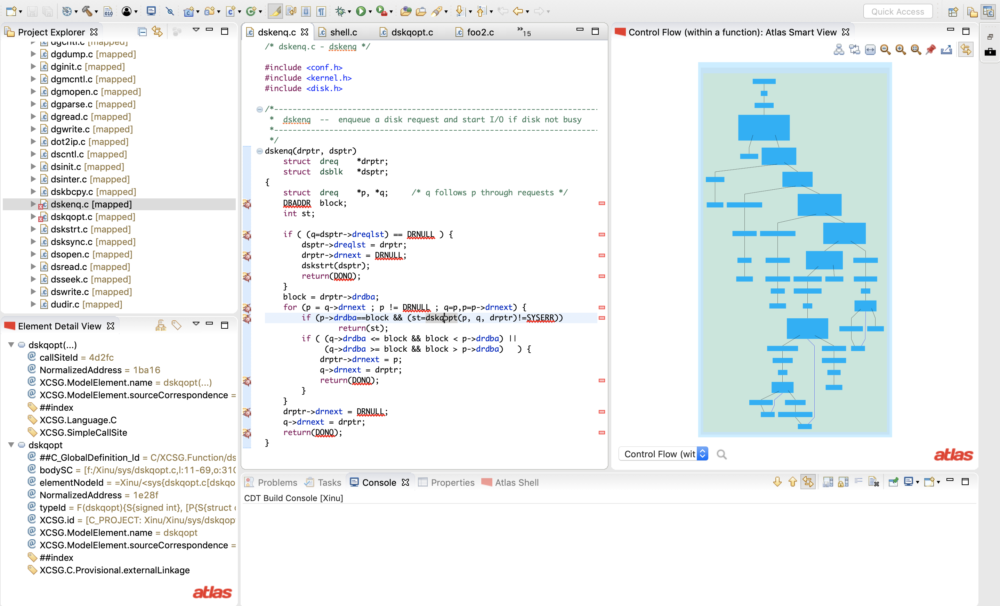 Quick Access
Project Explorer
dgcntl.c [mapped]
dgdump.c [mapped]
dginit.c [mapped]
dgmcntl.c [mapped]
dgmopen.c [mapped]
dgparse.c [mapped]
dgread.c [mapped]
dgwrite.c [mapped]
dot2ip.c [mapped]
dscntl.c [mapped]
dsinit.c [mapped]
dsinter.c [mapped]
dskbcpy.c [mapped]
dskenq.c [mapped]
dskqopt.c [mapped]
dskstrt.c [mapped]
dsksync.c [mapped]
dsopen.c [mapped]
dsread.c [mapped]
dsseek.c [mapped]
dswrite.c [mapped]
dudir.c [mapped]
Element Detail View
dskqopt(...)
callSiteId = 4d2fc
NormalizedAddress = 1ba16
XCSG.ModelElement.name = dskqopt(...)
XCSG.ModelElement.sourceCorrespondence =
##index
XCSG.Language.C
XCSG.SimpleCallSite
dskqopt
##C_GlobalDefinition_Id = C/XCSG.Function/ds
bodySC = [f:/Xinu/sys/dskqopt.c,l:11-69,o:310
elementNodeId = =Xinu/<sys{dskqopt.c[dskqo
NormalizedAddress = 1e28f
typeId = F(dskqopt){S{signed int}, [P{S{struct
XCSG.id = [C_PROJECT: Xinu/Xinu/sys/dskqop
XCSG.ModelElement.name = dskqopt
XCSG.ModelElement.sourceCorrespondence =
##index
XCSG.C.Provisional.externalLinkage
atlas
dskenq.c shell.c dskqopt.c foo2.c »15
/* dskenq.c - dskenq */
#include <conf.h>
#include <kernel.h>
#include <disk.h>
/*-----------------------------------------------------------------------
* dskenq -- enqueue a disk request and start I/O if disk not busy
*-----------------------------------------------------------------------
*/
dskenq(drptr, dsptr)
struct dreq *drptr;
struct dsblk *dsptr;
{
struct dreq *p, *q; /* q follows p through requests */
DBADDR block;
int st;
if ( (q=dsptr->dreqlst) == DRNULL ) {
dsptr->dreqlst = drptr;
drptr->drnext = DRNULL;
dskstrt(dsptr);
return(DONQ);
}
block = drptr->drdba;
for (p = q->drnext ; p != DRNULL ; q=p,p=p->drnext) {
if (p->drdba==block && (st=dskqopt(p, q, drptr)!=SYSERR))
return(st);
if ( (q->drdba <= block && block < p->drdba) ||
(q->drdba >= block && block > p->drdba) ) {
drptr->drnext = p;
q->drnext = drptr;
return(DONQ);
}
}
drptr->drnext = DRNULL;
q->drnext = drptr;
return(DONQ);
}
Control Flow (within a function): Atlas Smart View
Control Flow (wit
atlas
Problems Tasks Console Properties Atlas Shell
CDT Build Console [Xinu]